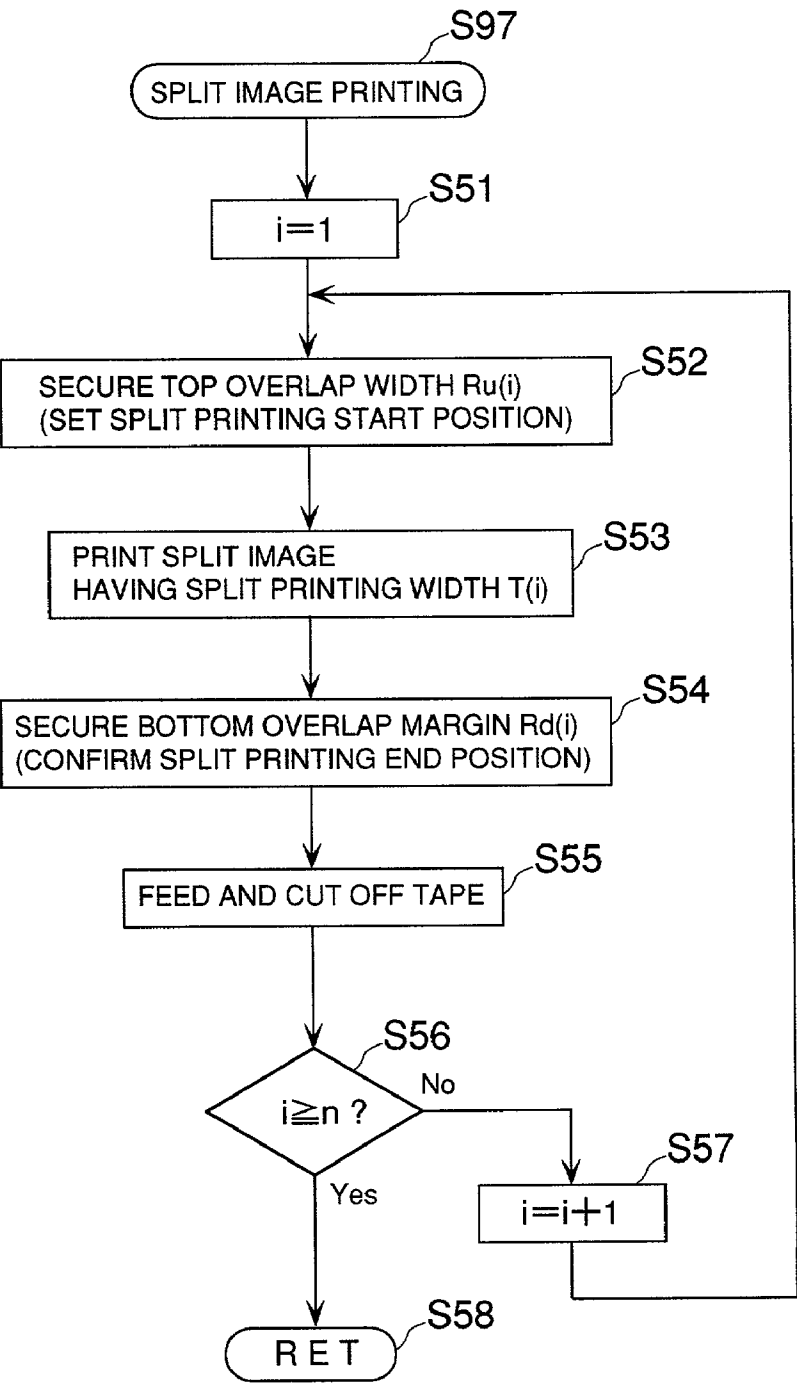 S97
SPLIT IMAGE PRINTING
S51
i=1
S52
SECURE TOP OVERLAP WIDTH Ru(i)
(SET SPLIT PRINTING START POSITION)
S53
PRINT SPLIT IMAGE
HAVING SPLIT PRINTING WIDTH T(i)
S54
SECURE BOTTOM OVERLAP MARGIN Rd(i)
(CONFIRM SPLIT PRINTING END POSITION)
S55
FEED AND CUT OFF TAPE
S56
i≧n ?
No
Yes
S57
i=i+1
S58
RET